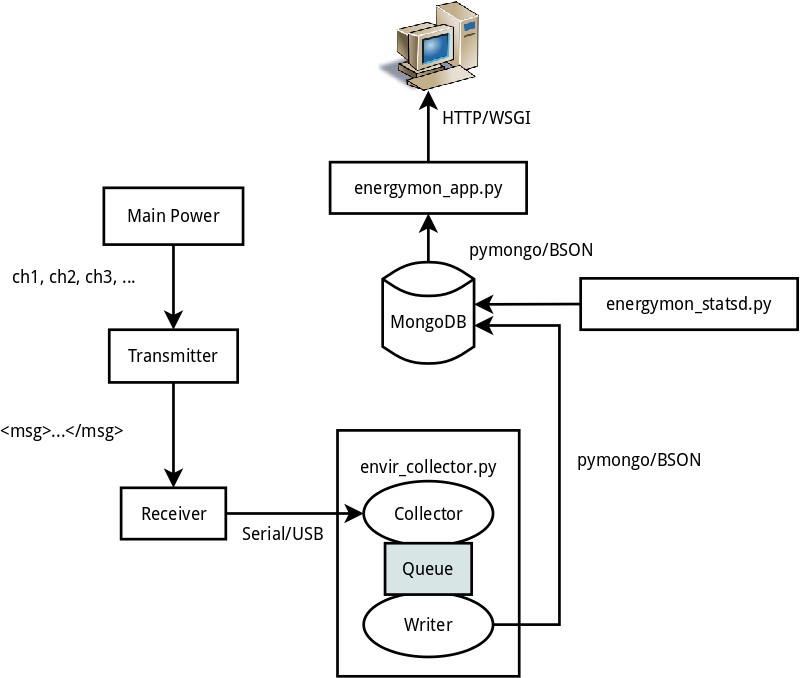 HTTP/WSGI
energymon_app.py
Main Power
pymongo/BSON
ch1, ch2, ch3, ...
energymon_statsd.py
MongoDB
Transmitter
<msg>...</msg>
envir_collector.py
pymongo/BSON
Receiver
Collector
Serial/USB
Queue
Writer